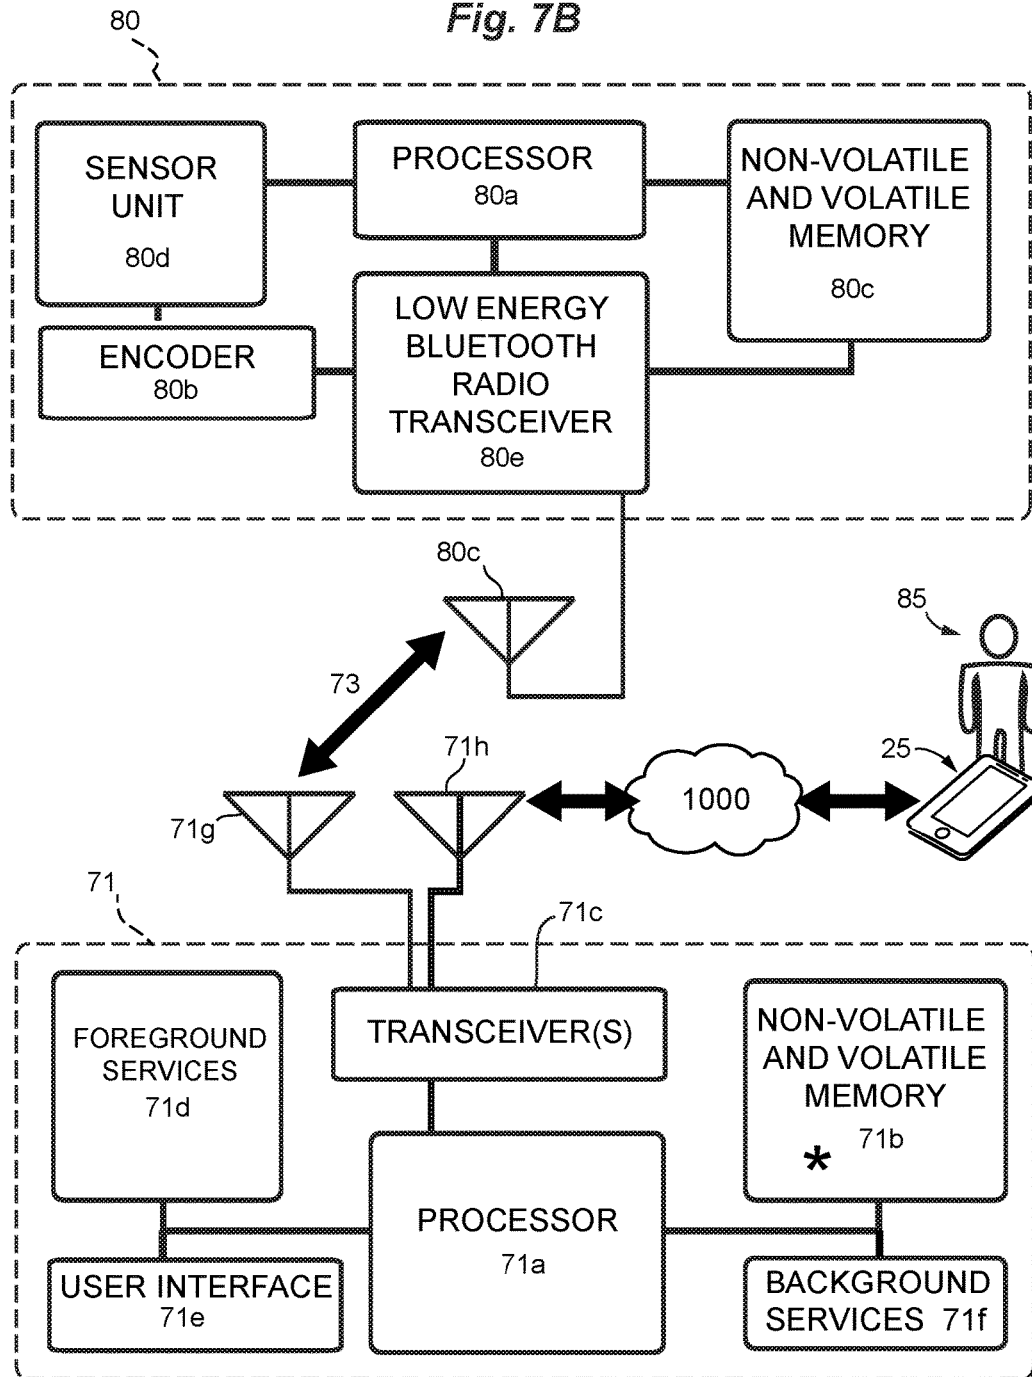 Fig. 7B
80
SENSOR
UNIT
80d
PROCESSOR
80a
NON-VOLATILE
AND VOLATILE
MEMORY
80c
LOW ENERGY
BLUETOOTH
RADIO
TRANSCEIVER
80e
ENCODER
80b
80c
85
73
25
71h
1000
71g
71
71c
FOREGROUND
SERVICES
71d
TRANSCEIVER(S)
NON-VOLATILE
AND VOLATILE
MEMORY
71b
*
PROCESSOR
71a
USER INTERFACE
71e
BACKGROUND
SERVICES 71f